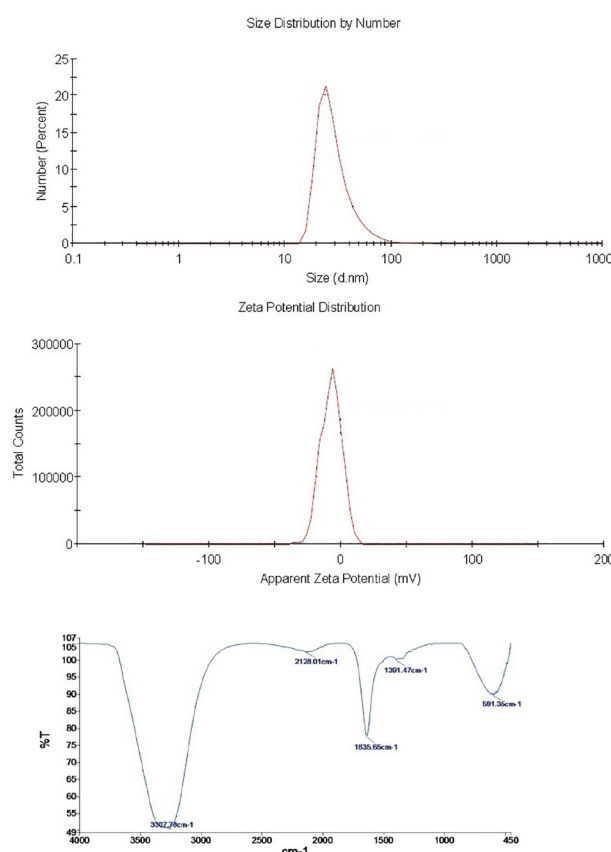 Size Distribution by Number
25
20
15
10
5
0
Number (Percent)
0.1 1 10 100 1000 1000
Size (d.nm)
Zeta Potential Distribution
300000
200000
100000
0
Total Counts
-100 0 100 200
Apparent Zeta Potential (mV)
107
105
100
95
90
85
80
75
70
65
60
55
49
%T
2128.01cm-1
1391.47cm-1
591.35cm-1
1635.65cm-1
3307.78cm-1
4000 3500 3000 2500 2000 1500 1000 450
cm-1